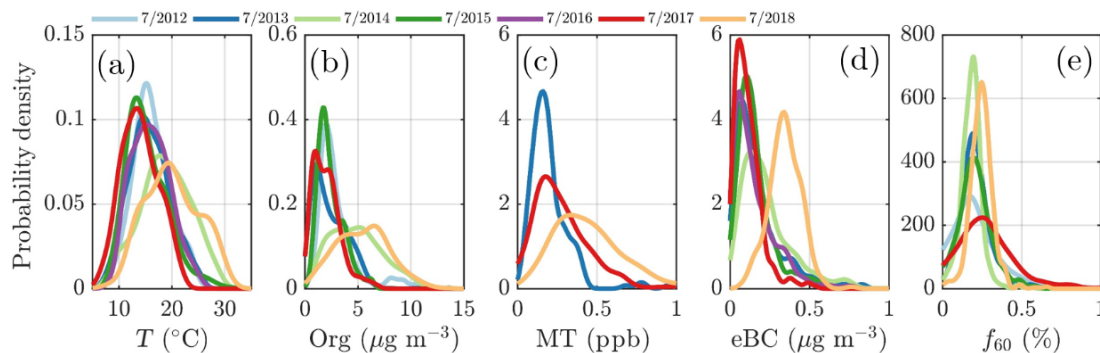 7/2012 7/2013 7/2014 7/2015 7/2016 7/2017 7/2018
Probability density
0.15
0.1
0.05
0
(a)
10 20 30
T (°C)
0.6
0.4
0.2
0
(b)
0 5 10 15
Org (μg m⁻³)
6
4
2
0
(c)
0 0.5 1
MT (ppb)
6
4
2
0
(d)
0 0.5 1
eBC (μg m⁻³)
800
600
400
200
0
(e)
0 0.5 1
f₆₀ (%)